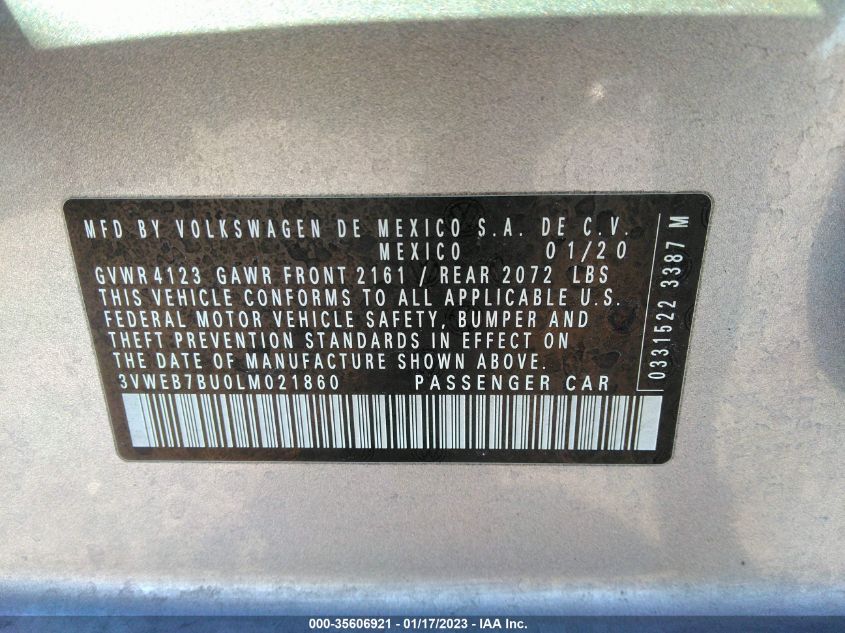 MFD BY VOLKSWAGEN DE MEXICO S.A. DE C.V.
MEXICO 01/20
GVWR 4123 GAWR FRONT 2161 / REAR 2072 LBS
THIS VEHICLE CONFORMS TO ALL APPLICABLE U.S.
FEDERAL MOTOR VEHICLE SAFETY, BUMPER AND
THEFT PREVENTION STANDARDS IN EFFECT ON
THE DATE OF MANUFACTURE SHOWN ABOVE.
3VWEB7BU0LM021860 PASSENGER CAR
0331522 3387 M
000-35606921 - 01/17/2023 - IAA Inc.